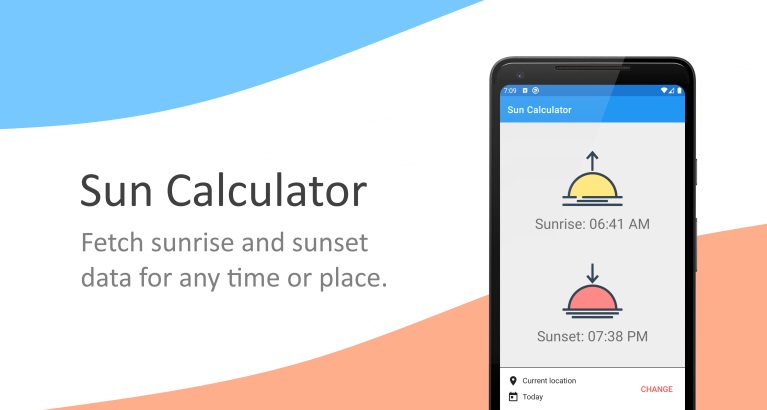 Sun Calculator
Fetch sunrise and sunset
data for any time or place.
7:09
Sun Calculator
Sunrise: 06:41 AM
Sunset: 07:38 PM
Current location
Today
CHANGE